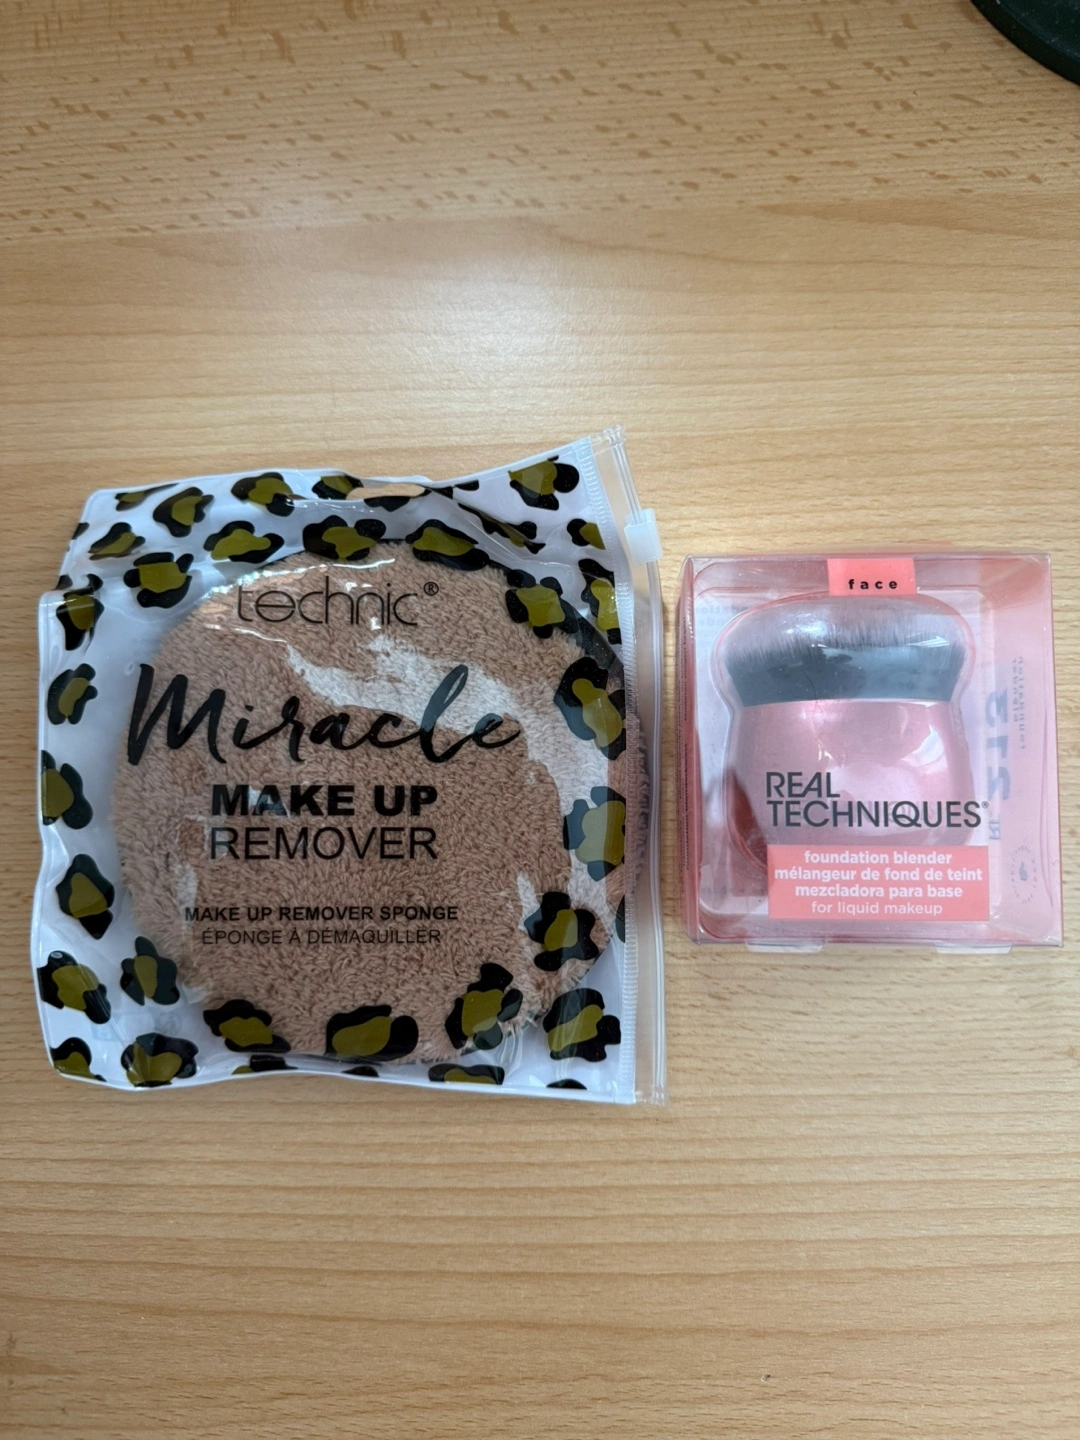 technic®
Miracle
MAKE UP
REMOVER
MAKE UP REMOVER SPONGE
ÉPONGE À DÉMAQUILLER
face
REAL
TECHNIQUES®
foundation blender
mélangeur de fond de teint
mezcladora para base
for liquid makeup
213